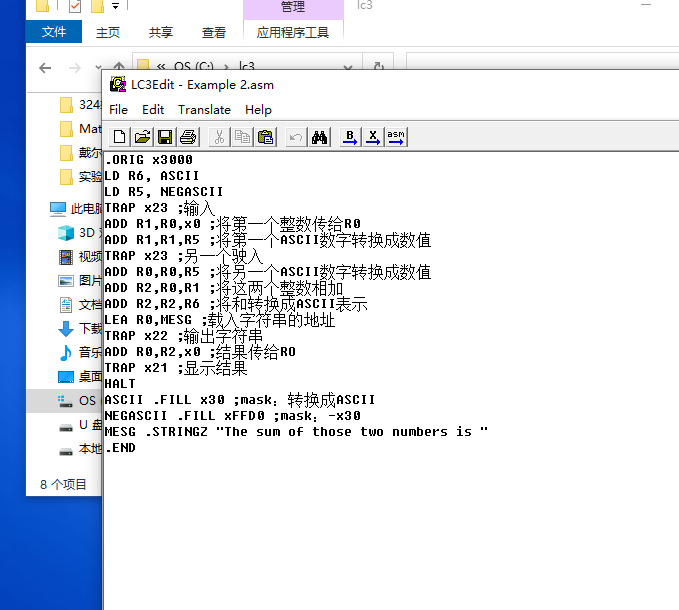 管理
lc3
文件
主页
共享
查看
应用程序工具
« OS (C:) › lc3
324
Mat
戴尔
实验
此电脑
3D
视频
图片
文档
下载
音乐
桌面
OS
U 盘
本地
8 个项目
LC3Edit - Example 2.asm
File Edit Translate Help
B
X
asm
.ORIG x3000
LD R6, ASCII
LD R5, NEGASCII
TRAP x23 ;输入
ADD R1,R0,x0 ;将第一个整数传给R0
ADD R1,R1,R5 ;将第一个ASCII数字转换成数值
TRAP x23 ;另一个驶入
ADD R0,R0,R5 ;将另一个ASCII数字转换成数值
ADD R2,R0,R1 ;将这两个整数相加
ADD R2,R2,R6 ;将和转换成ASCII表示
LEA R0,MESG ;载入字符串的地址
TRAP x22 ;输出字符串
ADD R0,R2,x0 ;结果传给RO
TRAP x21 ;显示结果
HALT
ASCII .FILL x30 ;mask：转换成ASCII
NEGASCII .FILL xFFD0 ;mask：-x30
MESG .STRINGZ "The sum of those two numbers is "
.END